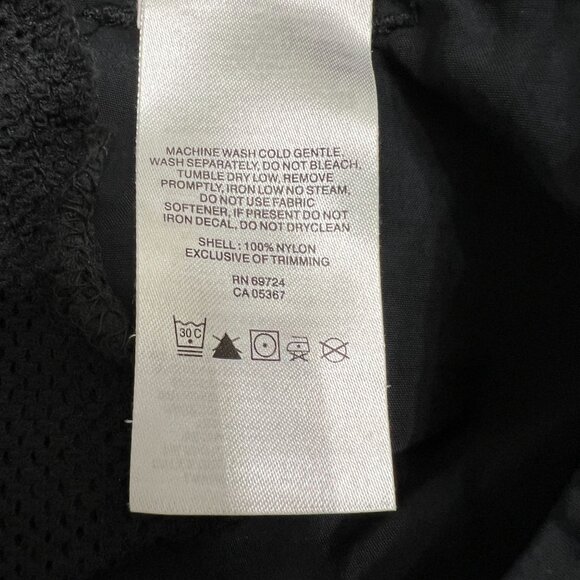 MACHINE WASH COLD GENTLE,
WASH SEPARATELY, DO NOT BLEACH,
TUMBLE DRY LOW, REMOVE
PROMPTLY, IRON LOW NO STEAM,
DO NOT USE FABRIC
SOFTENER, IF PRESENT DO NOT
IRON DECAL, DO NOT DRYCLEAN
SHELL : 100% NYLON
EXCLUSIVE OF TRIMMING
RN 69724
CA 05367
30 C